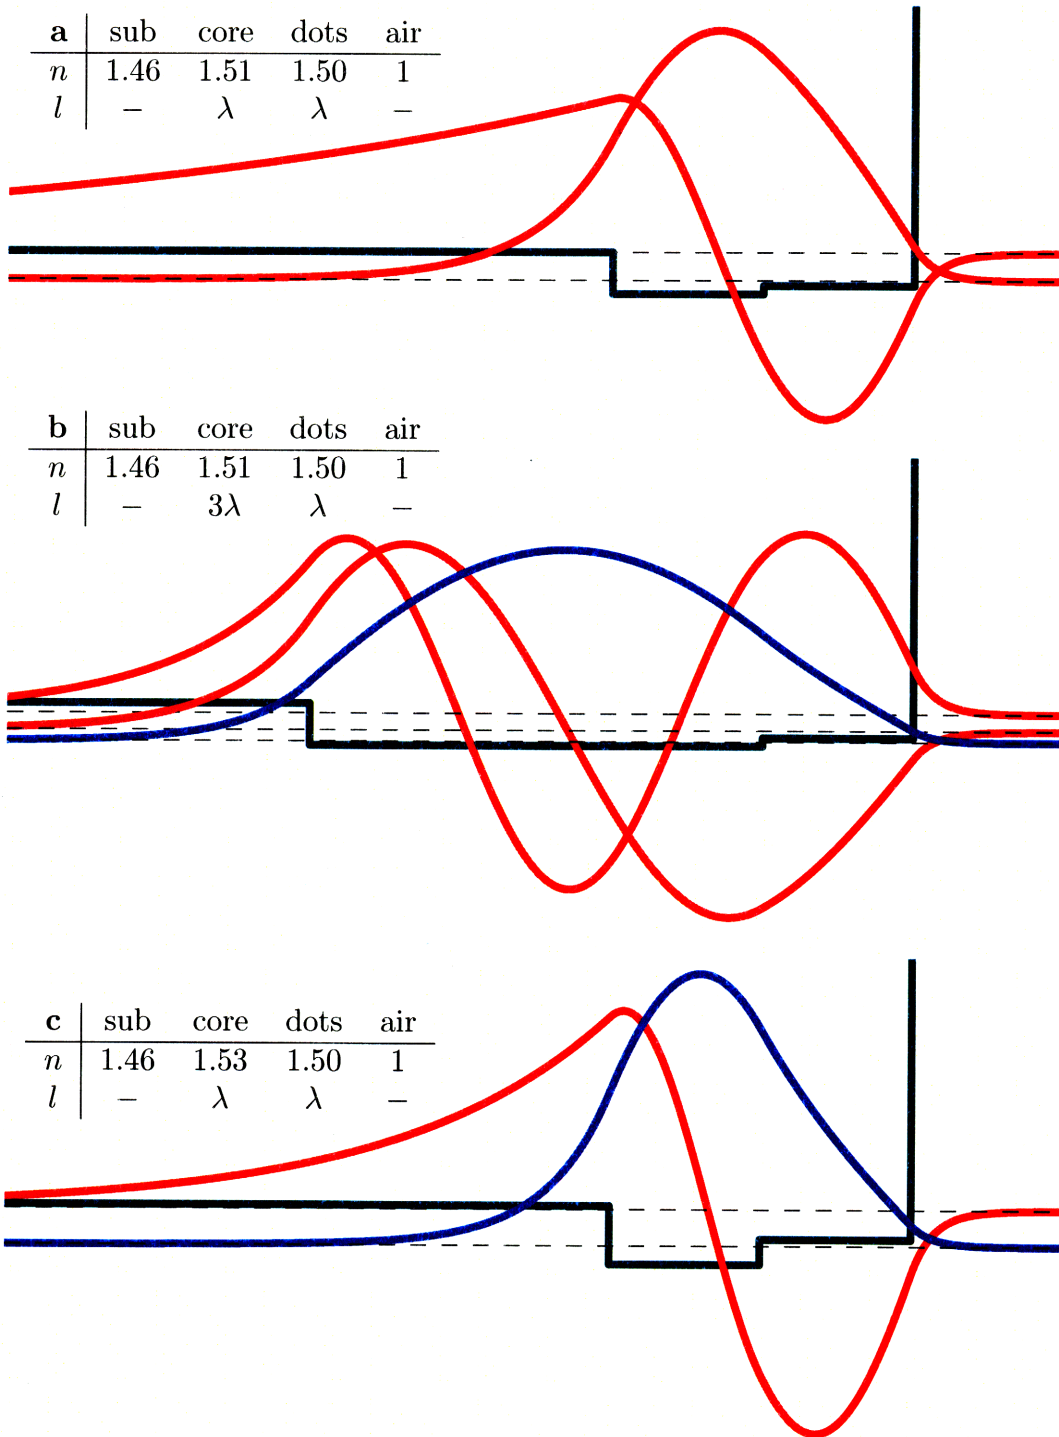 a sub core dots air
n 1.46 1.51 1.50 1
l – λ λ –
b sub core dots air
n 1.46 1.51 1.50 1
l – 3λ λ –
c sub core dots air
n 1.46 1.53 1.50 1
l – λ λ –